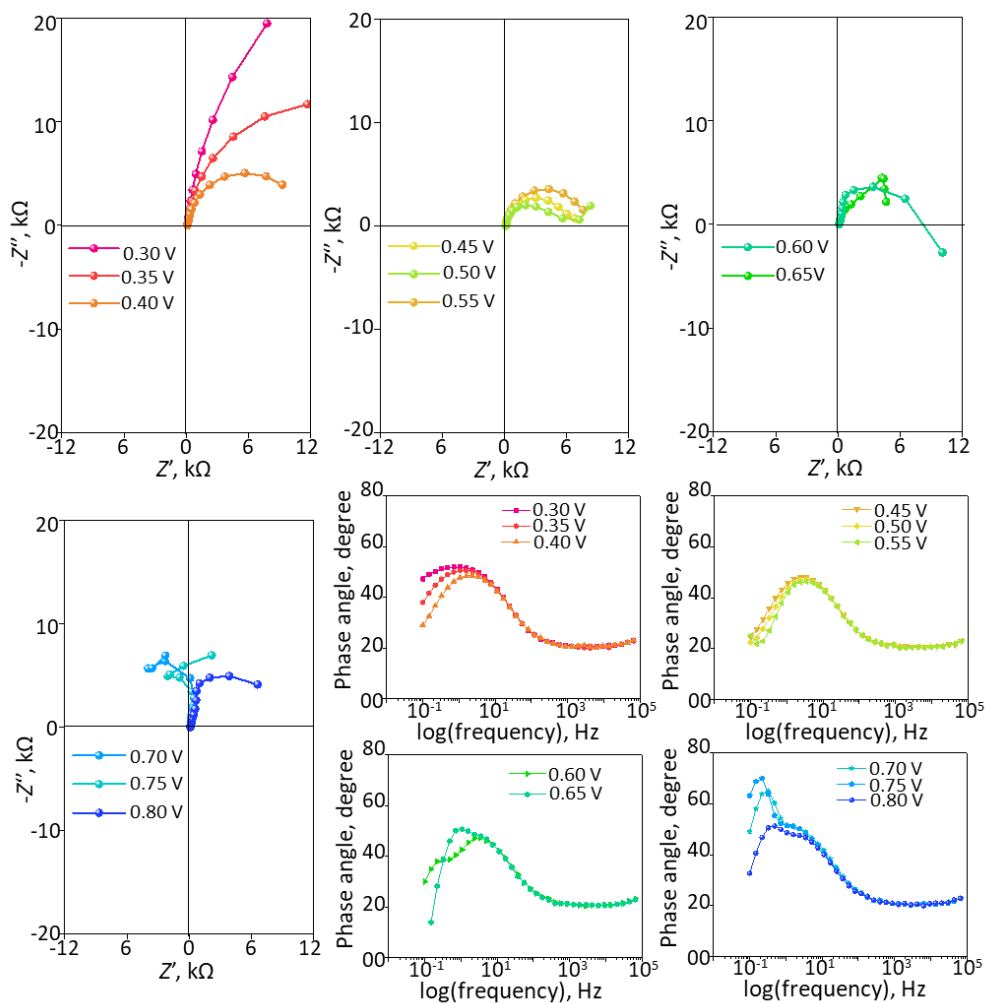 20
10
0
-10
-20
-Z″, kΩ
0.30 V
0.35 V
0.40 V
-12 6 0 6 12
Z′, kΩ
20
10
0
-10
-20
-Z″, kΩ
0.45 V
0.50 V
0.55 V
-12 6 0 6 12
Z′, kΩ
20
10
0
-10
-20
-Z″, kΩ
0.60 V
0.65V
-12 6 0 6 12
Z′, kΩ
20
10
0
-10
-20
-Z″, kΩ
0.70 V
0.75 V
0.80 V
-12 6 0 6 12
Z′, kΩ
80
60
40
20
00
Phase angle, degree
0.30 V
0.35 V
0.40 V
10⁻¹ 10¹ 10³ 10⁵
log(frequency), Hz
80
60
40
20
00
Phase angle, degree
0.45 V
0.50 V
0.55 V
10⁻¹ 10¹ 10³ 10⁵
log(frequency), Hz
80
60
40
20
00
Phase angle, degree
0.60 V
0.65 V
10⁻¹ 10¹ 10³ 10⁵
log(frequency), Hz
80
60
40
20
00
Phase angle, degree
0.70 V
0.75 V
0.80 V
10⁻¹ 10¹ 10³ 10⁵
log(frequency), Hz